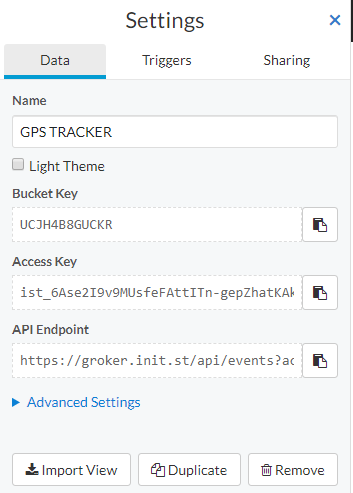 Settings
×
Data Triggers Sharing
Name
GPS TRACKER
Light Theme
Bucket Key
UCJH4B8GUCKR
Access Key
ist_6Ase2I9v9MUsfeFAttITn-gepZhatKAk
API Endpoint
https://groker.init.st/api/events?ac
Advanced Settings
Import View Duplicate Remove